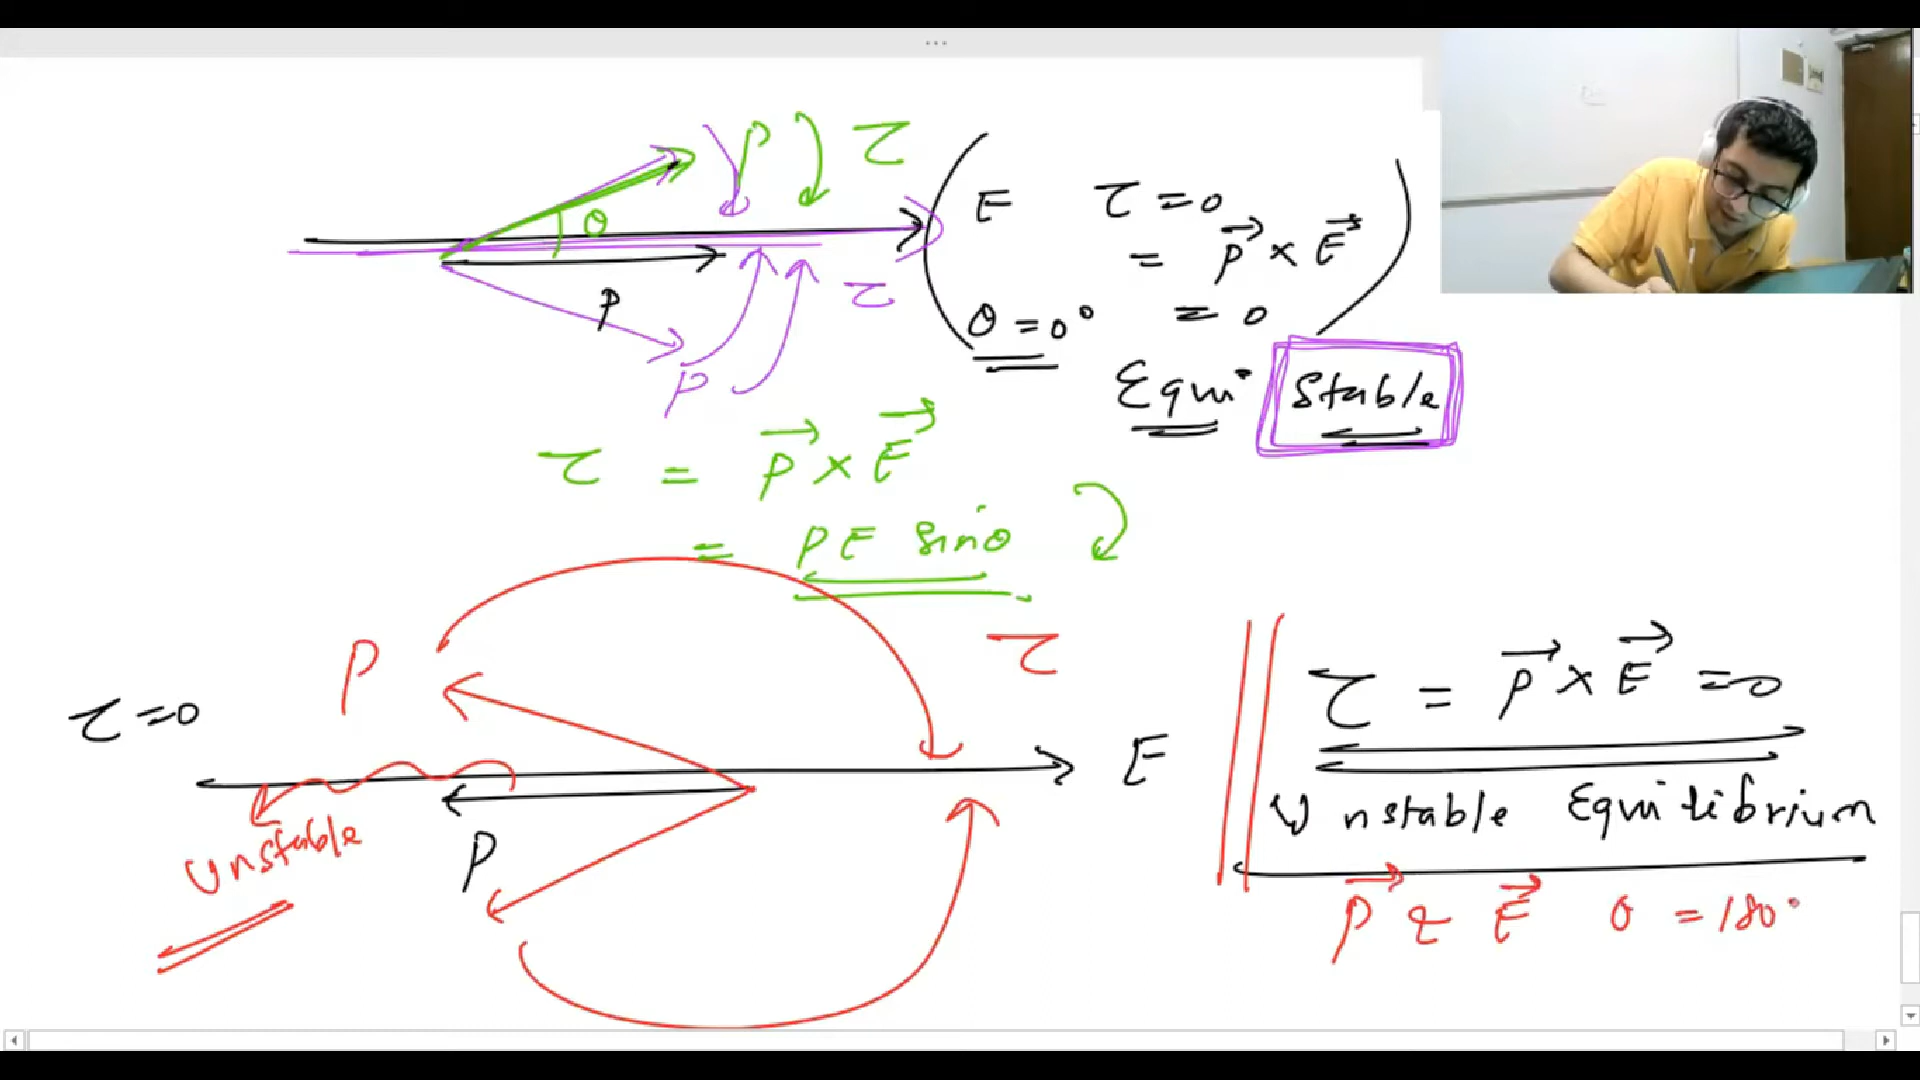 P τ
θ
E τ = 0
= P⃗ × E⃗
P τ
θ = 0° = 0
P
Equi. Stable
τ = P⃗ × E⃗
= PE sinθ
τ
P
τ = P⃗ × E⃗ = 0
τ = 0
E
Unstable Equilibrium
unstable
P
P⃗ & E⃗ θ = 180°